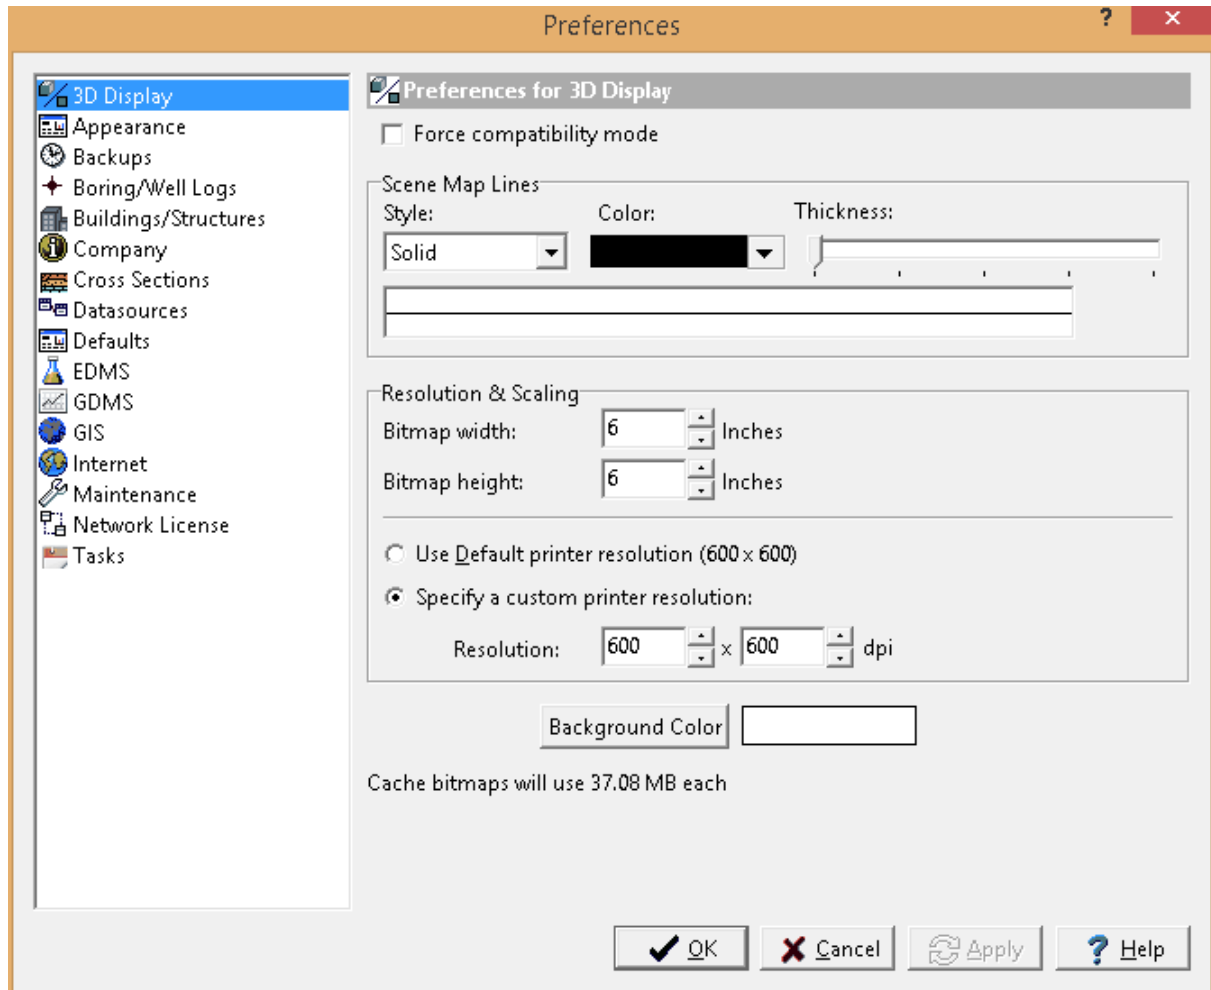 Preferences
?
3D Display
Appearance
Backups
Boring/Well Logs
Buildings/Structures
Company
Cross Sections
Datasources
Defaults
EDMS
GDMS
GIS
Internet
Maintenance
Network License
Tasks
Preferences for 3D Display
Force compatibility mode
Scene Map Lines
Style: Color: Thickness:
Solid
Resolution & Scaling
Bitmap width: 6 Inches
Bitmap height: 6 Inches
Use Default printer resolution (600 x 600)
Specify a custom printer resolution:
Resolution: 600 x 600 dpi
Background Color
Cache bitmaps will use 37.08 MB each
OK Cancel Apply ? Help